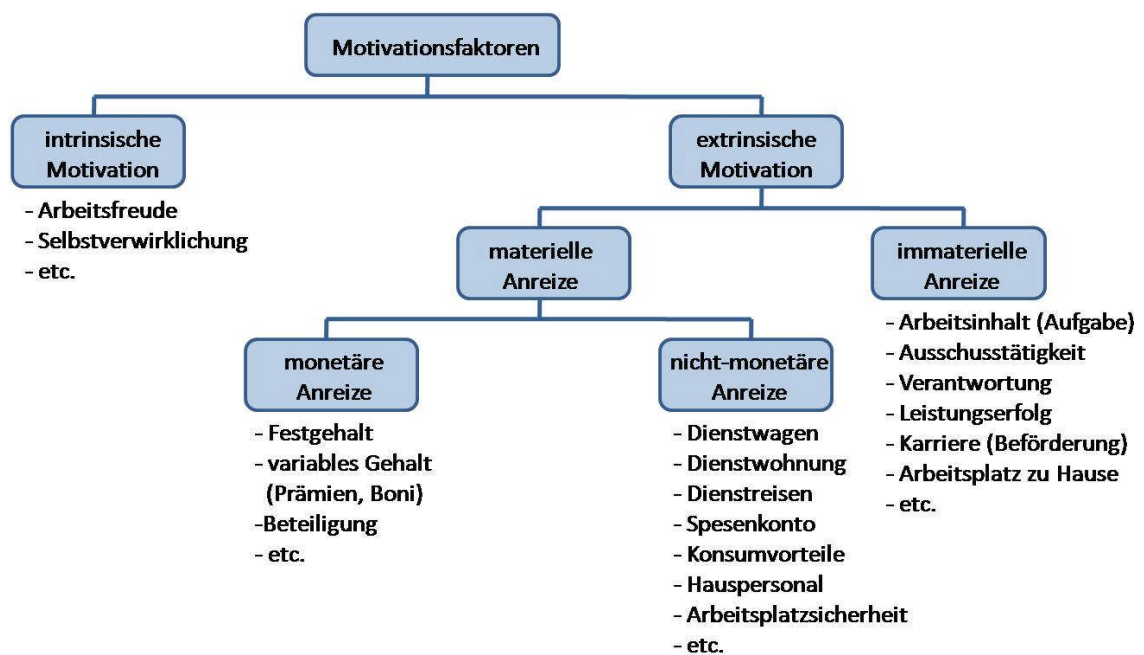 Motivationsfaktoren
intrinsische
Motivation
- Arbeitsfreude
- Selbstverwirklichung
- etc.
extrinsische
Motivation
materielle
Anreize
monetäre
Anreize
- Festgehalt
- variables Gehalt
(Prämien, Boni)
-Beteiligung
- etc.
nicht-monetäre
Anreize
- Dienstwagen
- Dienstwohnung
- Dienstreisen
- Spesenkonto
- Konsumvorteile
- Hauspersonal
- Arbeitsplatzsicherheit
- etc.
immaterielle
Anreize
- Arbeitsinhalt (Aufgabe)
- Ausschusstätigkeit
- Verantwortung
- Leistungserfolg
- Karriere (Beförderung)
- Arbeitsplatz zu Hause
- etc.